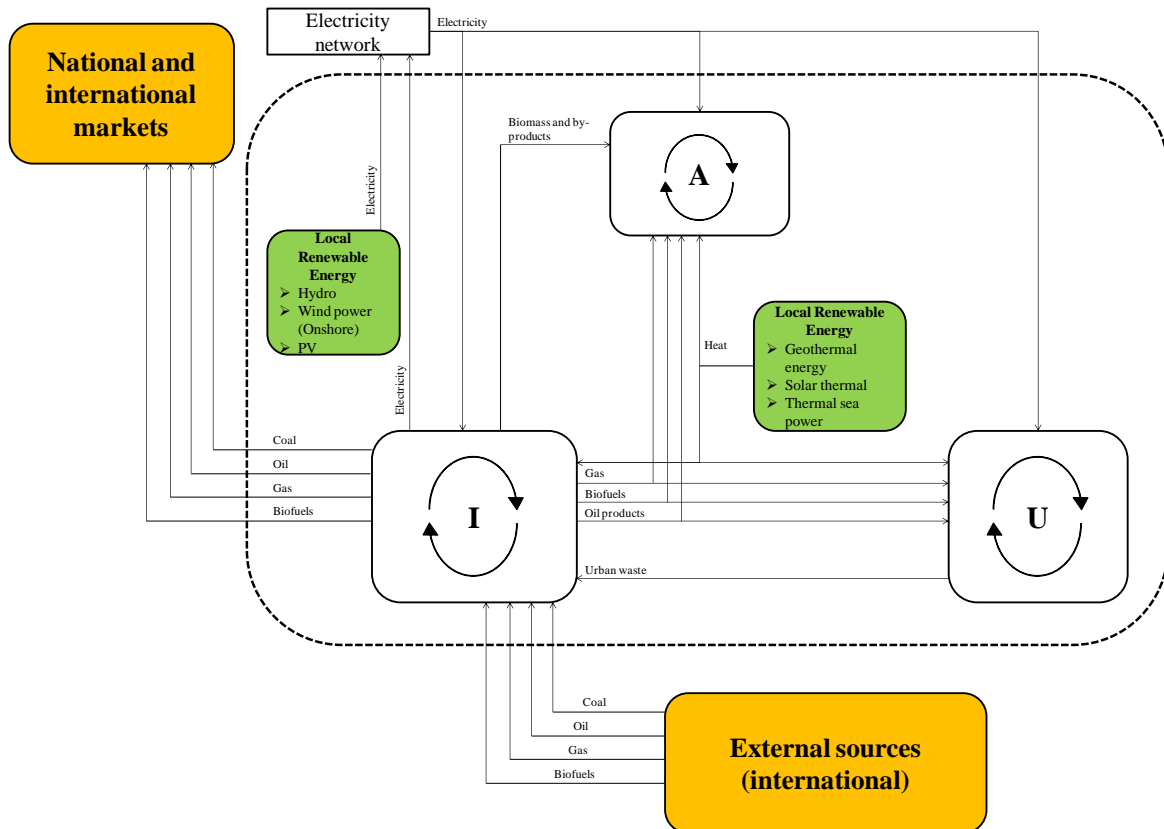 Electricity
network
Electricity
National and
international
markets
Biomass and by-
products
A
Electricity
Local
Renewable
Energy
➢ Hydro
➢ Wind power
(Onshore)
➢ PV
Local Renewable
Energy
➢ Geothermal
energy
➢ Solar thermal
➢ Thermal sea
power
Heat
Electricity
Coal
Oil
Gas
Biofuels
I
Gas
Biofuels
Oil products
Urban waste
U
Coal
Oil
Gas
Biofuels
External sources
(international)